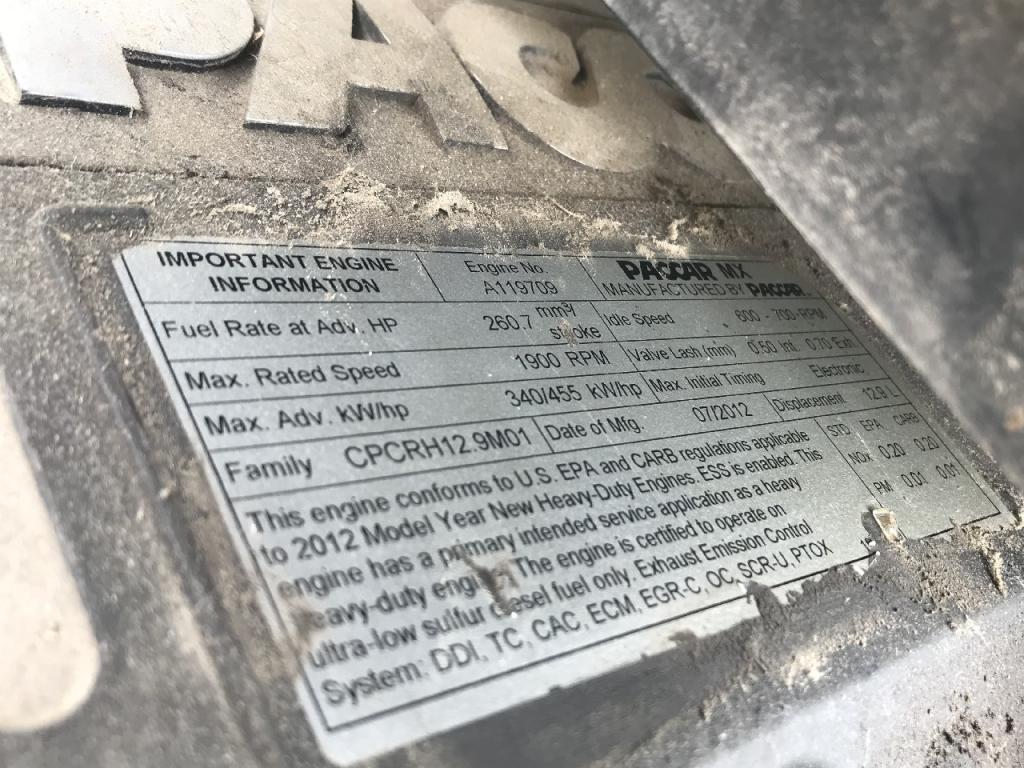 PACC
IMPORTANT ENGINE INFORMATION
Engine No. A119709
PACCAR MX
MANUFACTURED BY PACCAR
Fuel Rate at Adv. HP 260.7 mm³/ stroke
Idle Speed 600 - 700 RPM
Max. Rated Speed 1900 RPM
Valve Lash (mm) 0.50 Int. 0.70 Exh
Max. Adv. kW/hp 340/455 kW/hp
Max. Initial Timing Electronic
Family CPCRH12.9M01
Date of Mfg. 07/2012
Displacement 12.9 L
This engine conforms to U.S. EPA and CARB regulations applicable
to 2012 Model Year New Heavy-Duty Engines. ESS is enabled. This
engine has a primary intended service application as a heavy
heavy-duty engine. The engine is certified to operate on
ultra-low sulfur diesel fuel only. Exhaust Emission Control
System: DDI, TC, CAC, ECM, EGR-C, OC, SCR-U, PTOX
STD EPA CARB
NOx 0.20 0.20
PM 0.01 0.01